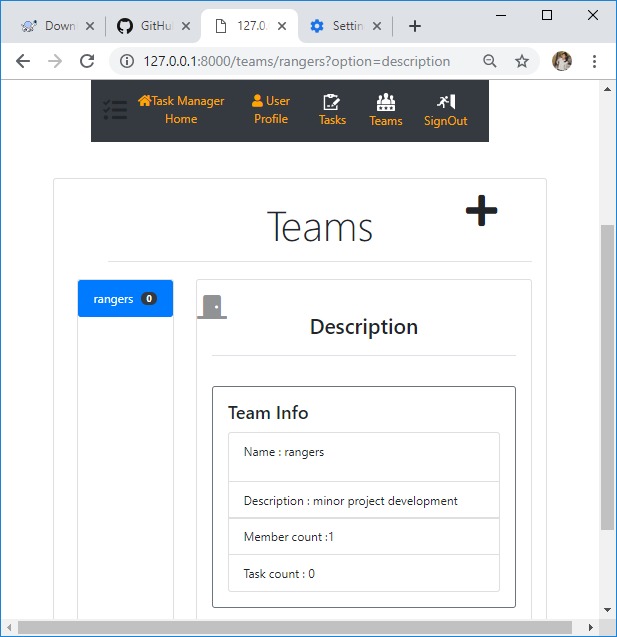 Down
GitHu
127.0.
Settin
127.0.0.1:8000/teams/rangers?option=description
Task Manager Home
User Profile
Tasks
Teams
SignOut
Teams
rangers 0
Description
Team Info
Name : rangers
Description : minor project development
Member count :1
Task count : 0